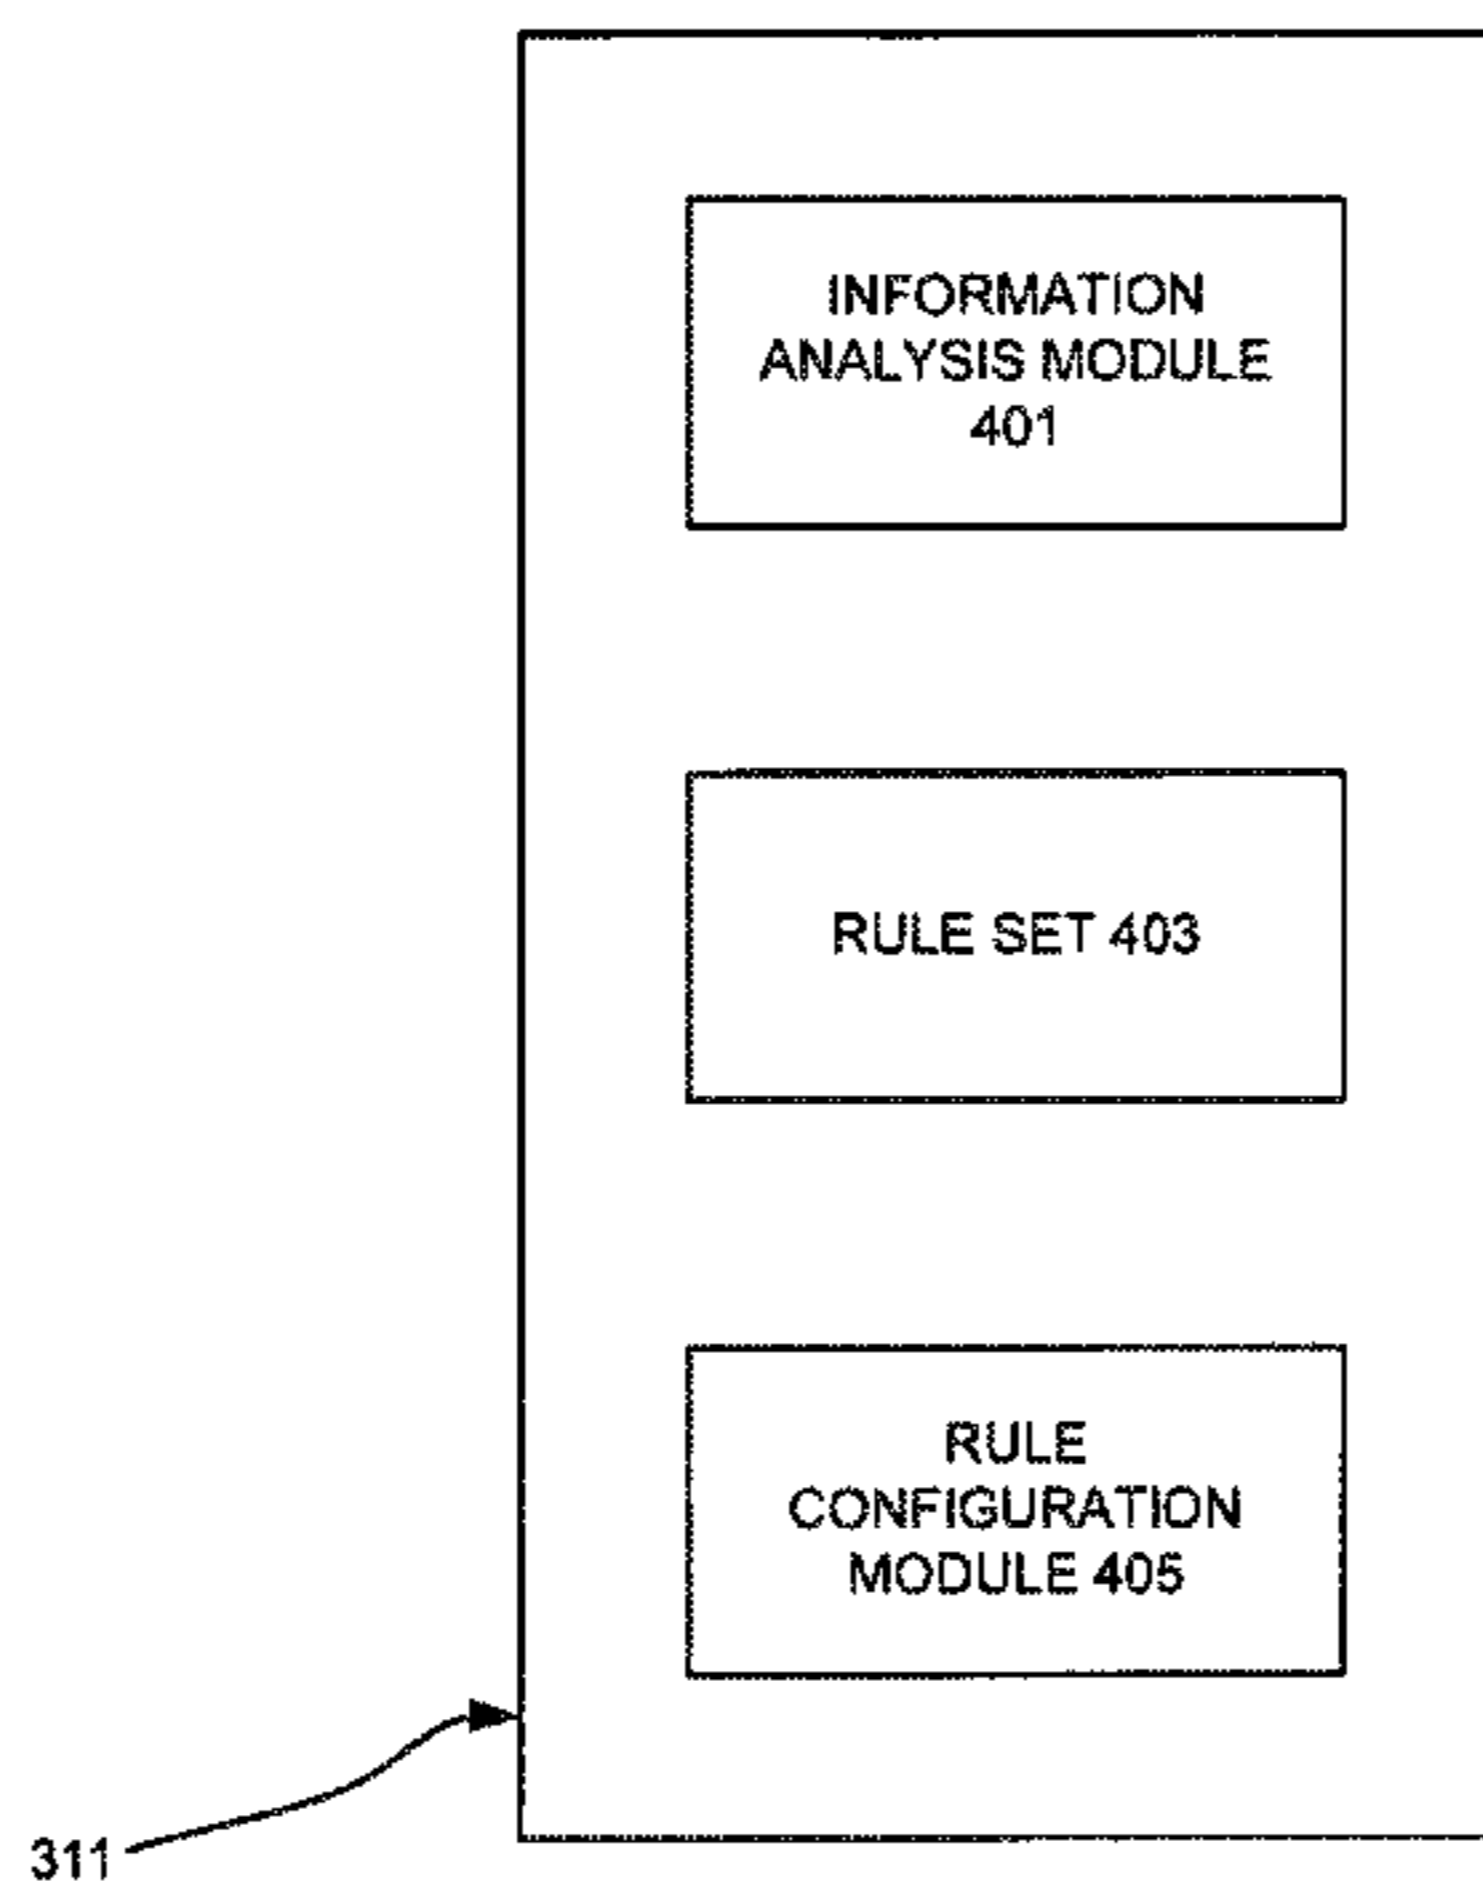 INFORMATION
ANALYSIS MODULE
401
RULE SET 403
RULE
CONFIGURATION
MODULE 405
311